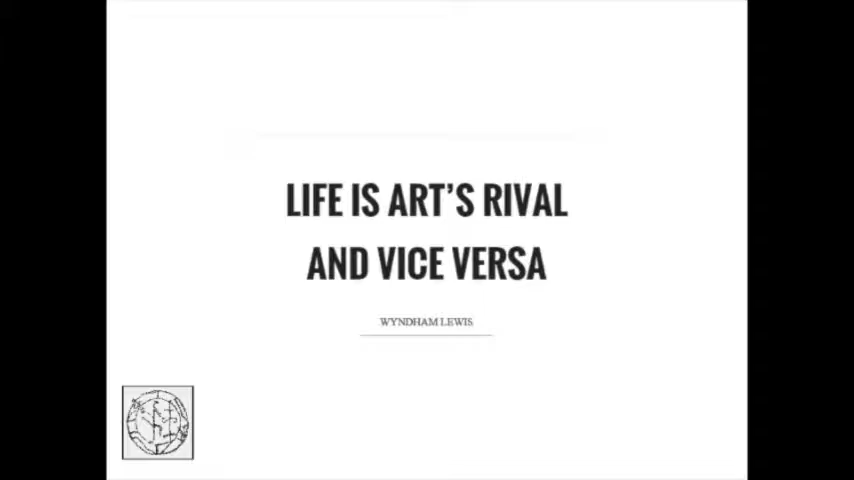 LIFE IS ART’S RIVAL
AND VICE VERSA
WYNDHAM LEWIS